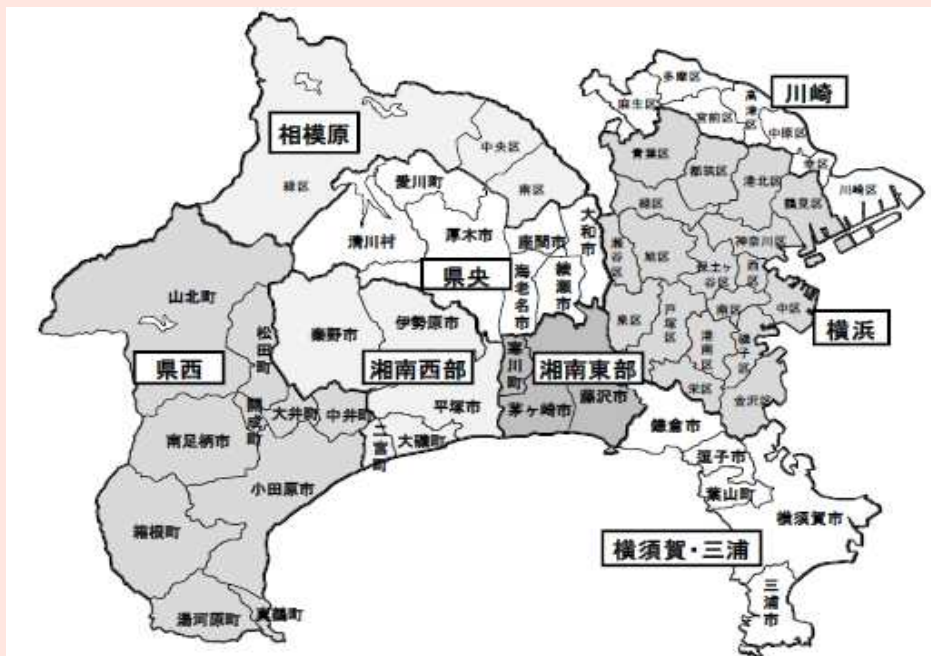 多摩区
川崎
麻生区
高津区
宮前区
中原区
幸区
川崎区
相模原
中央区
緑区
南区
青葉区
都筑区
港北区
鶴見区
緑区
神奈川区
瀬谷区
旭区
保土ヶ谷区
西区
泉区
戸塚区
南区
中区
港南区
磯子区
栄区
金沢区
横浜
愛川町
清川村
厚木市
座間市
大和市
県央
海老名市
綾瀬市
山北町
松田町
県西
開成町
大井町
中井町
南足柄市
小田原市
箱根町
湯河原町
真鶴町
秦野市
伊勢原市
湘南西部
平塚市
大磯町
二宮町
寒川町
湘南東部
茅ヶ崎市
藤沢市
鎌倉市
逗子市
葉山町
横須賀市
横須賀・三浦
三浦市